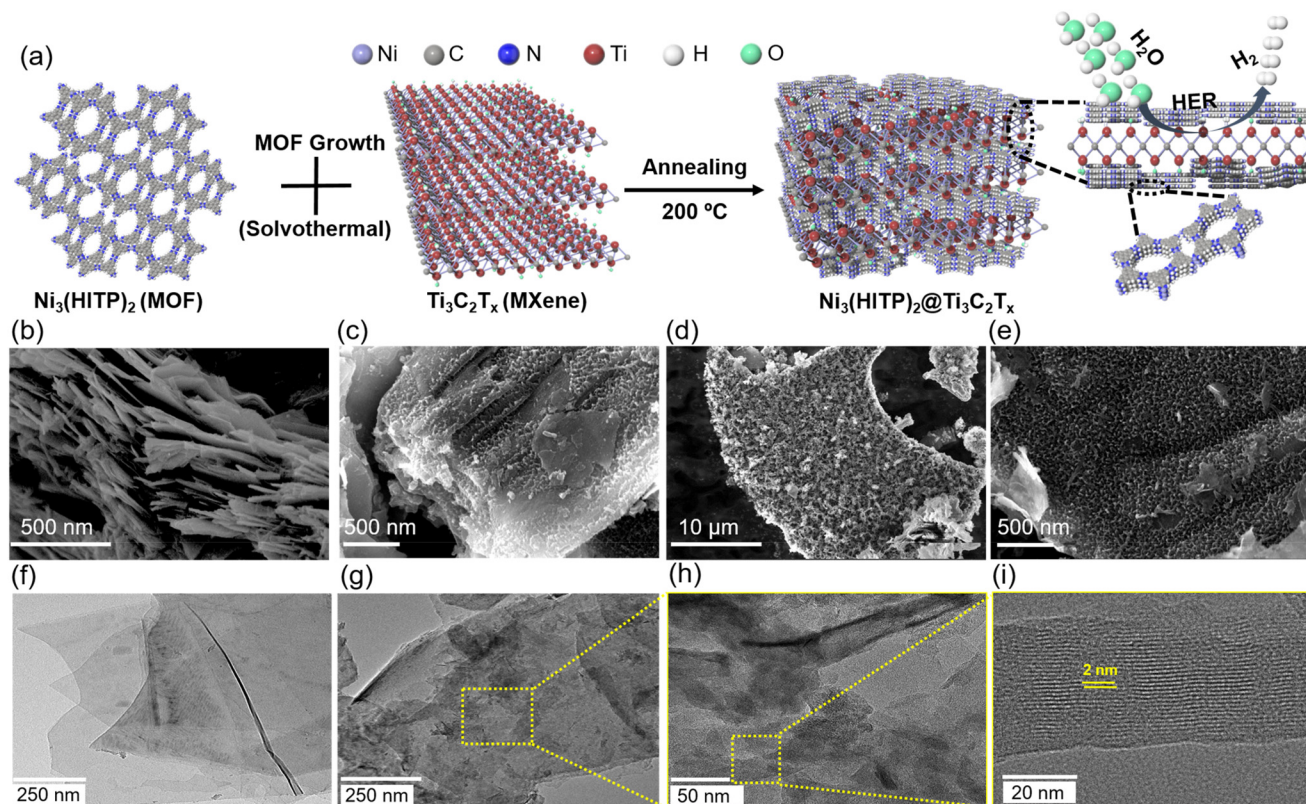 (a)
Ni C N Ti H O
H₂O
H₂
HER
MOF Growth
(Solvothermal)
Annealing
200 ºC
Ni₃(HITP)₂ (MOF)
Ti₃C₂Tₓ (MXene)
Ni₃(HITP)₂@Ti₃C₂Tₓ
(b) (c) (d) (e)
500 nm
500 nm
10 µm
500 nm
(f) (g) (h) (i)
2 nm
250 nm
250 nm
50 nm
20 nm